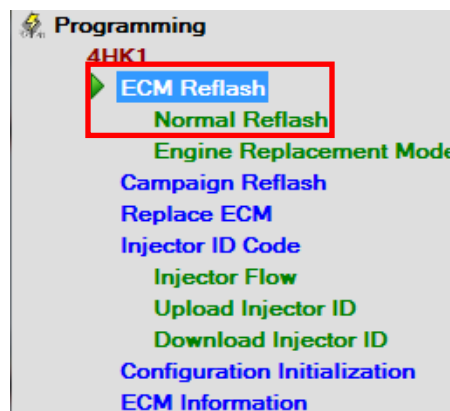 Programming
4HK1
ECM Reflash
Normal Reflash
Engine Replacement Mode
Campaign Reflash
Replace ECM
Injector ID Code
Injector Flow
Upload Injector ID
Download Injector ID
Configuration Initialization
ECM Information